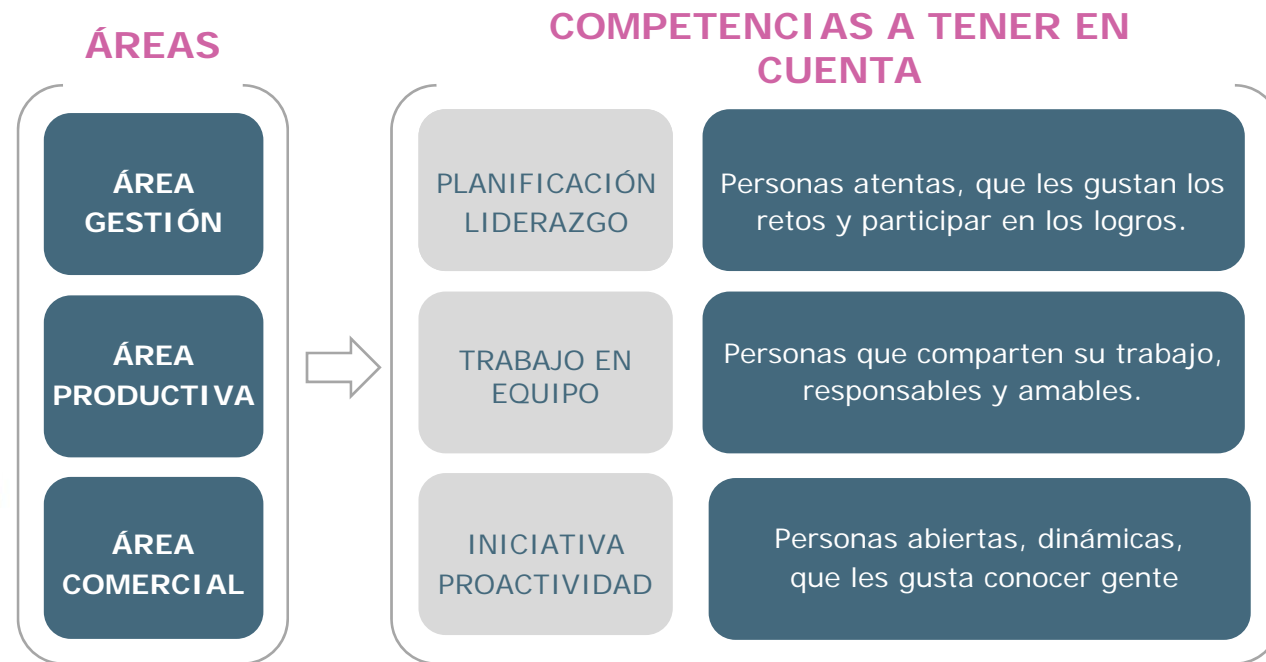 ÁREAS
COMPETENCIAS A TENER EN
CUENTA
ÁREA
GESTIÓN
PLANIFICACIÓN
LIDERAZGO
Personas atentas, que les gustan los
retos y participar en los logros.
ÁREA
PRODUCTIVA
TRABAJO EN
EQUIPO
Personas que comparten su trabajo,
responsables y amables.
ÁREA
COMERCIAL
INICIATIVA
PROACTIVIDAD
Personas abiertas, dinámicas,
que les gusta conocer gente